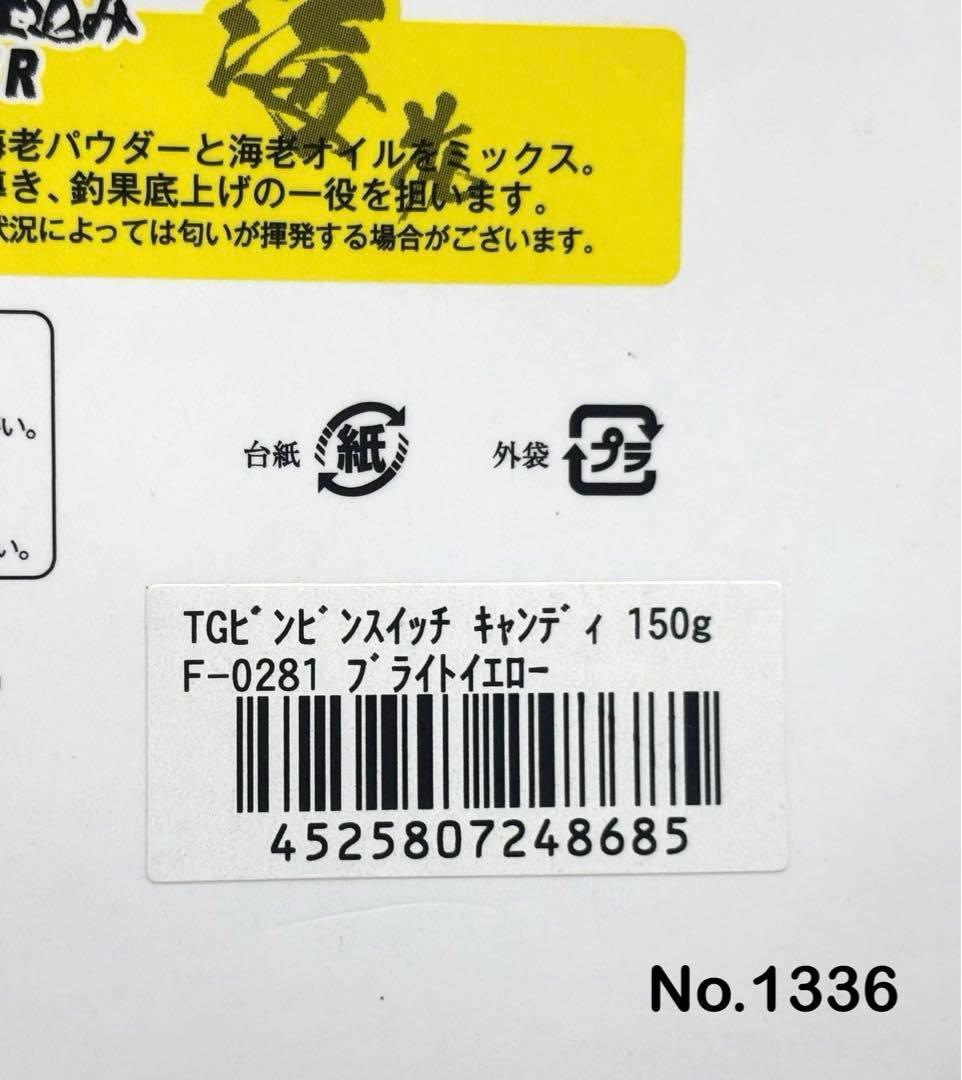 R
海老
老パウダーと海老オイルをミックス。
き、釣果底上げの一役を担います。
状況によっては匂いが揮発する場合がございます。
い。
台紙 紙 外袋 プラ
い。
TGﾋﾞﾝﾋﾞﾝｽｲｯﾁ ｷｬﾝﾃﾞｨ 150g
F-0281 ﾌﾞﾗｲﾄｲｴﾛｰ
4525807248685
No.1336